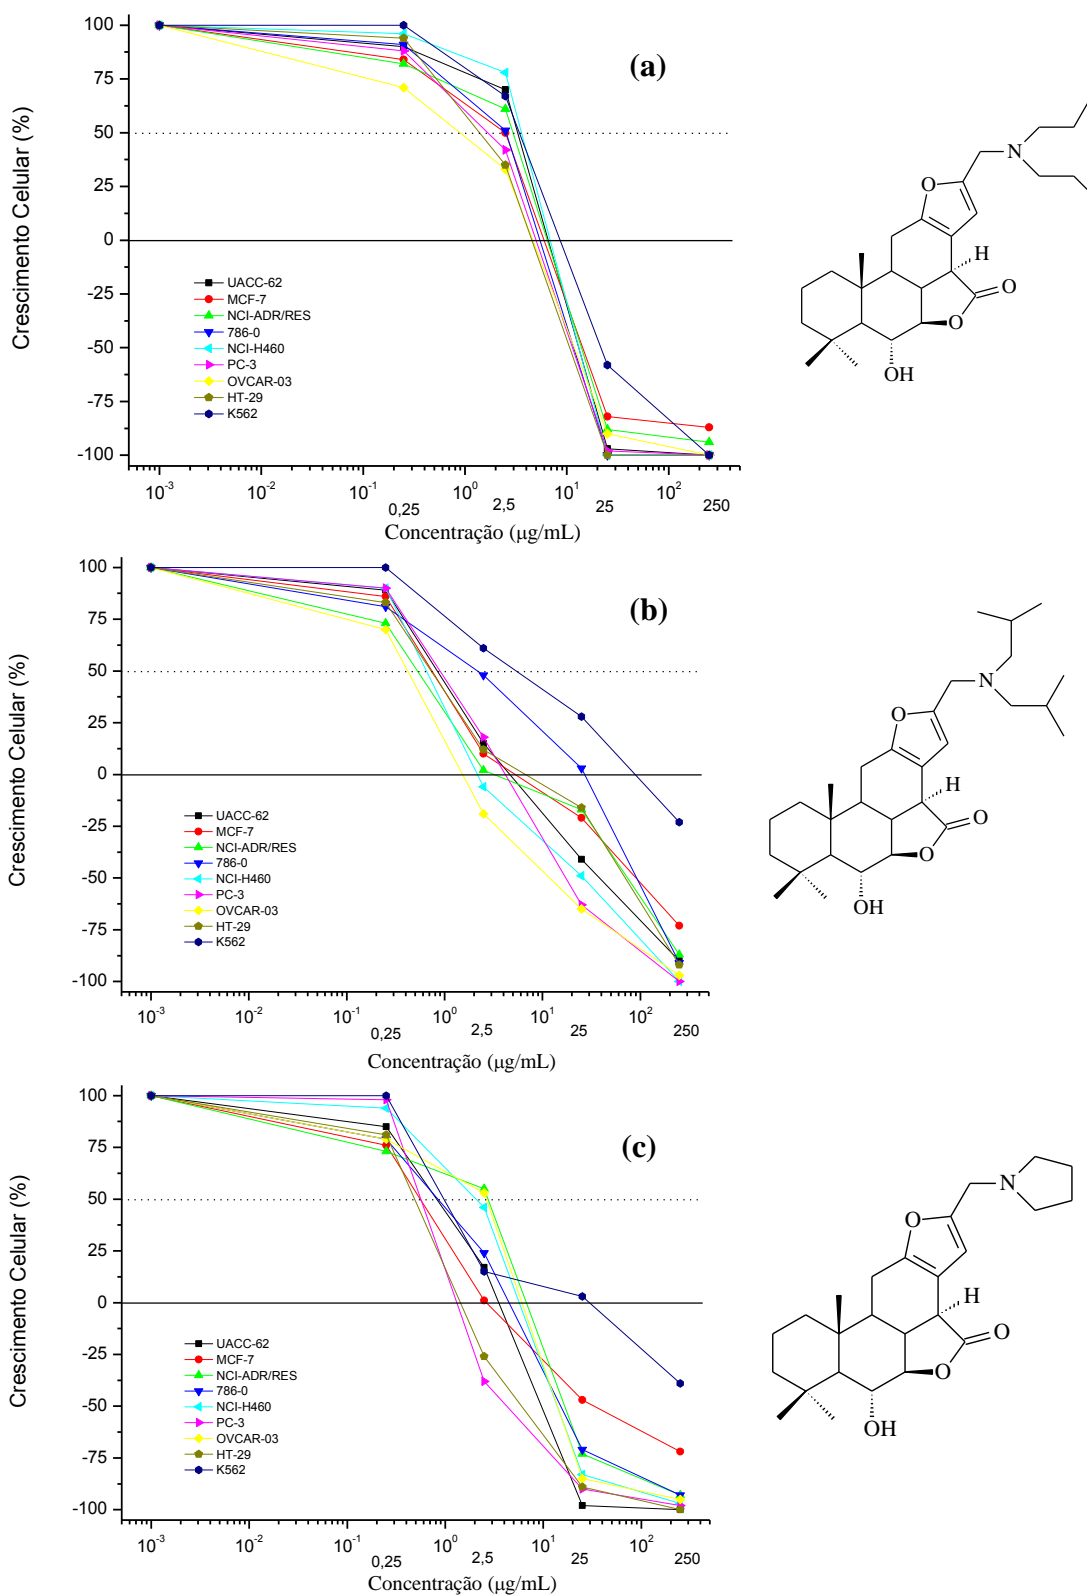 (a)
Crescimento Celular (%)
100
75
50
25
0
-25
-50
-75
-100
UACC-62
MCF-7
NCI-ADR/RES
786-0
NCI-H460
PC-3
OVCAR-03
HT-29
K562
10⁻³ 10⁻² 10⁻¹ 10⁰ 10¹ 10²
0,25 2,5 25 250
Concentração (µg/mL)
N
O
H
O
O
OH
(b)
Crescimento Celular (%)
100
75
50
25
0
-25
-50
-75
-100
UACC-62
MCF-7
NCI-ADR/RES
786-0
NCI-H460
PC-3
OVCAR-03
HT-29
K562
10⁻³ 10⁻² 10⁻¹ 10⁰ 10¹ 10²
0,25 2,5 25 250
Concentração (µg/mL)
N
O
H
O
O
OH
(c)
Crescimento Celular (%)
100
75
50
25
0
-25
-50
-75
-100
UACC-62
MCF-7
NCI-ADR/RES
786-0
NCI-H460
PC-3
OVCAR-03
HT-29
K562
10⁻³ 10⁻² 10⁻¹ 10⁰ 10¹ 10²
0,25 2,5 25 250
Concentração (µg/mL)
N
O
H
O
O
OH